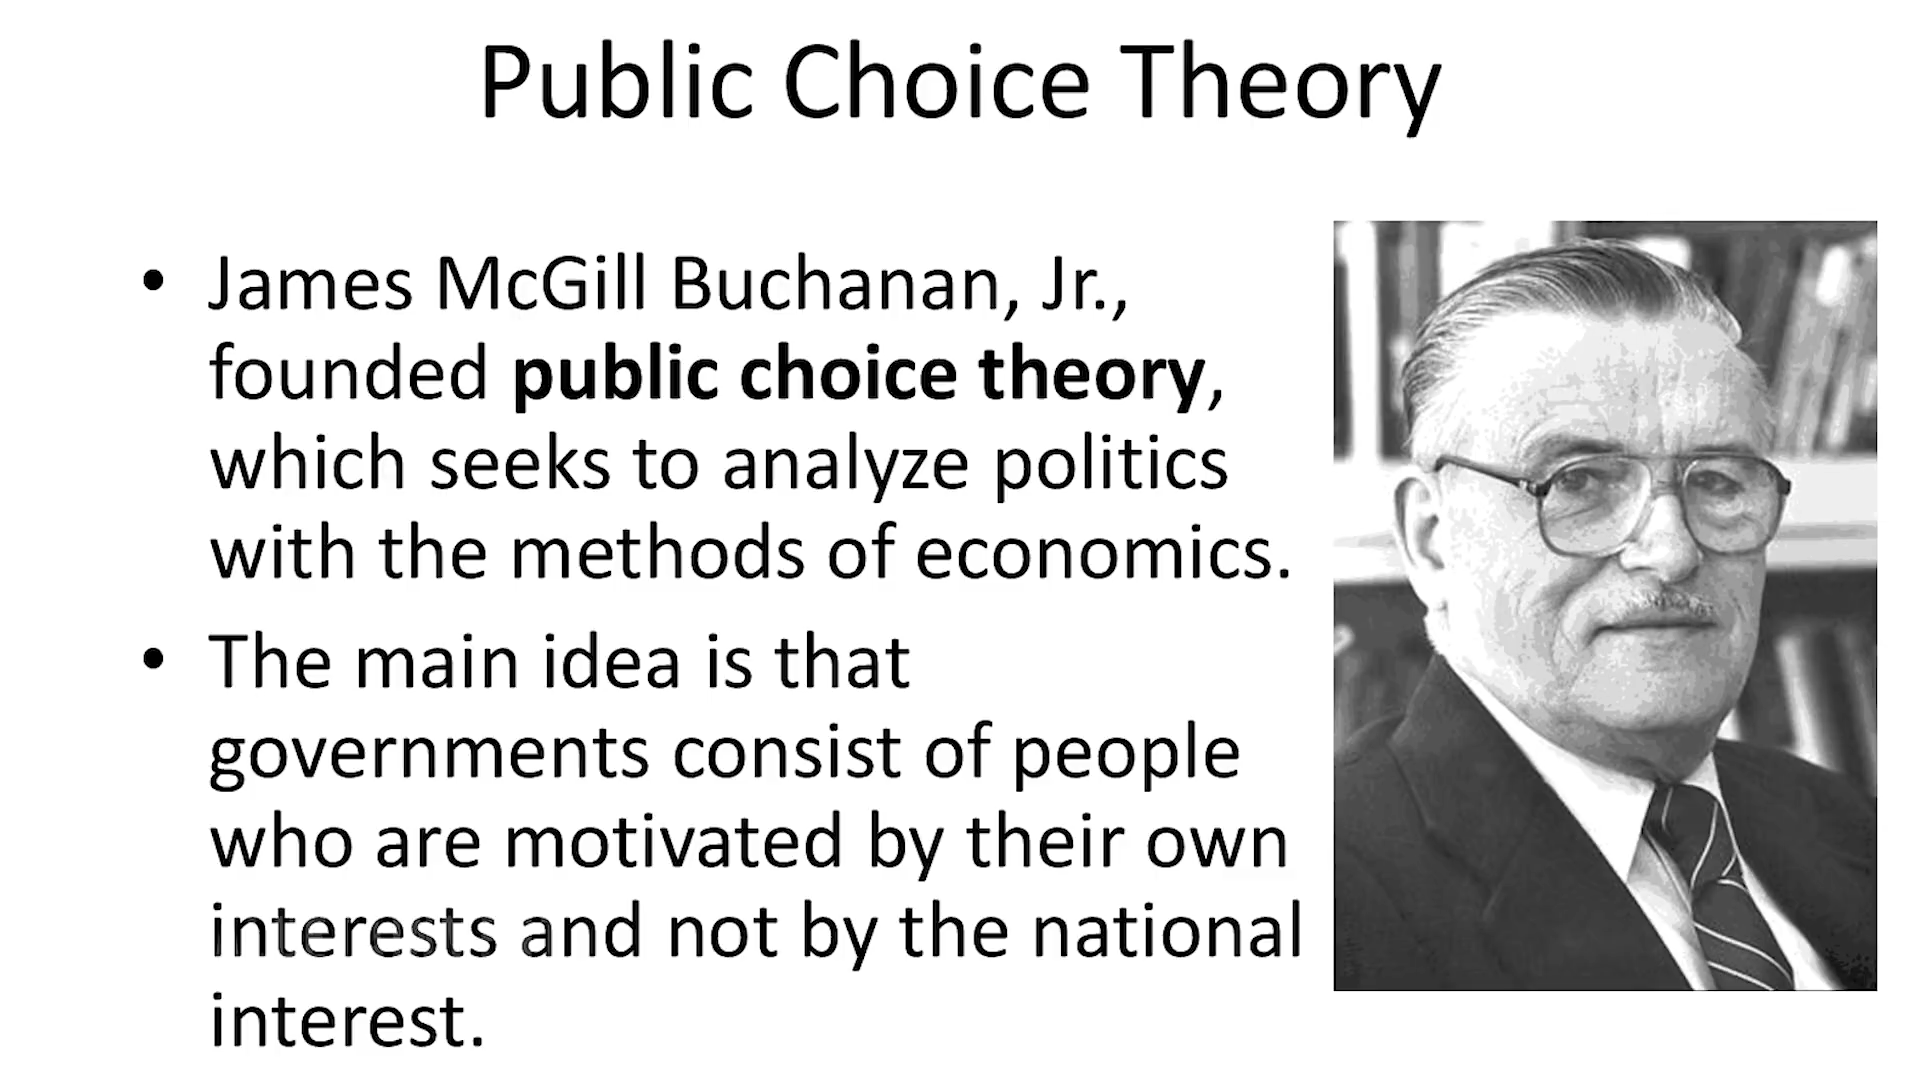 Public Choice Theory
• James McGill Buchanan, Jr.,
founded public choice theory,
which seeks to analyze politics
with the methods of economics.
• The main idea is that
governments consist of people
who are motivated by their own
interests and not by the national
interest.